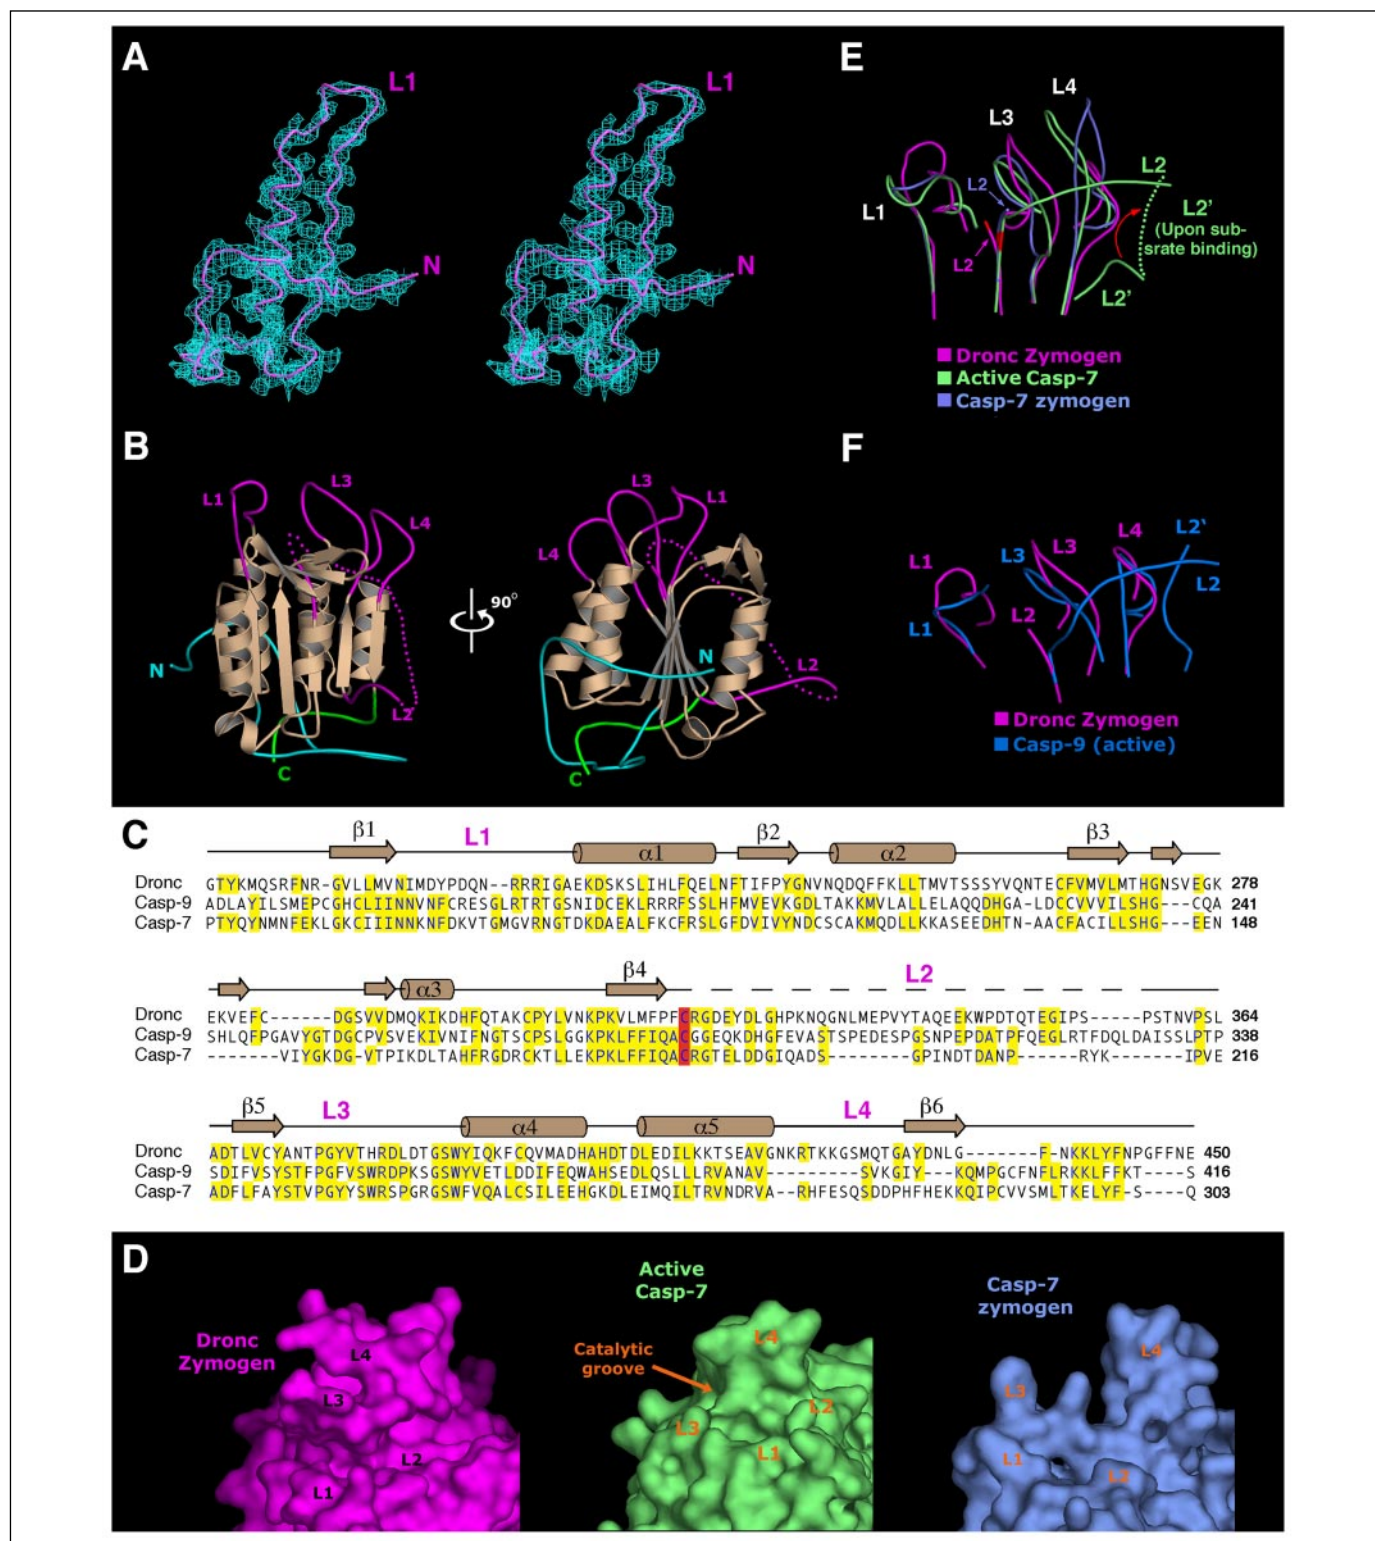 A
L1
L1
N
N
E
L4
L3
L2
L2
L1
L2'
(Upon sub-
srate binding)
L2
L2'
Dronc Zymogen
Active Casp-7
Casp-7 zymogen
B
L1
L3
L4
N
L2
C
90°
L3
L1
L4
N
L2
C
F
L1
L3
L3
L4
L2'
L2
L2
L1
Dronc Zymogen
Casp-9 (active)
C
β1 L1 α1 β2 α2 β3
Dronc GTYKMQSRFNR-GVLLMVNIMDYPDQN--RRRIGAEKDSKSLIHLFQELNFTIFPYGNVNQDQFFKLLTMVTSSSYVQNTECFVMVLMTHGNSVEGK 278
Casp-9 ADLAYILSMEPCGHCLIINNVNFCRESGLRTRTGSNIDCEKLRRRFSSLHFMVEVKGDLTAKKMVLALLELAQQDHGA-LDCCVVVILSHG---CQA 241
Casp-7 PTYQYNMNFEKLGKCIIINNKNFDKVTGMGVRNGTDKDAEALFKCFRSLGFDVIVYNDCSCAKMQDLLKKASEEDHTN-AACFACILLSHG---EEN 148
α3 β4 L2
Dronc EKVEFC------DGSVVDMQKIKDHFQTAKCPYLVNKPKVLMFPFCRGDEYDLGHPKNQGNLMEPVYTAQEEKWPDTQTEGIPS----PSTNVPSL 364
Casp-9 SHLQFPGAVYGTDGCPVSVEKIVNIFNGTSCPSLGGKPKLFFIQACGGEQKDHGFEVASTSPEDESPGSNPEPDATPFQEGLRTFDQLDAISSLPTP 338
Casp-7 -------VIYGKDG-VTPIKDLTAHFRGDRCKTLLEKPKLFFIQACRGTELDDGIQADS--------GPINDTDANP------RYK------IPVE 216
β5 L3 α4 α5 L4 β6
Dronc ADTLVCYANTPGYVTHRDLDTGSWYIQKFCQVMADHAHDTDLEDILKKTSEAVGNKRTKKGSMQTGAYDNLG-------F-NKKLYFNPGFFNE 450
Casp-9 SDIFVSYSTFPGFVSWRDPKSGSWYVETLDDIFEQWAHSEDLQSLLLRVANAV---------SVKGIY---KQMPGCFNFLRKKLFFKT----S 416
Casp-7 ADFLFAYSTVPGYYSWRSPGRGSWFVQALCSILEEHGKDLEIMQILTRVNDRVA--RHFESQSDDPHFHEKKQIPCVVSMLTKELYF-S----Q 303
D
Dronc
Zymogen
L4
L3
L2
L1
Active
Casp-7
Catalytic
groove
L4
L2
L3
L1
Casp-7
zymogen
L4
L3
L1
L2